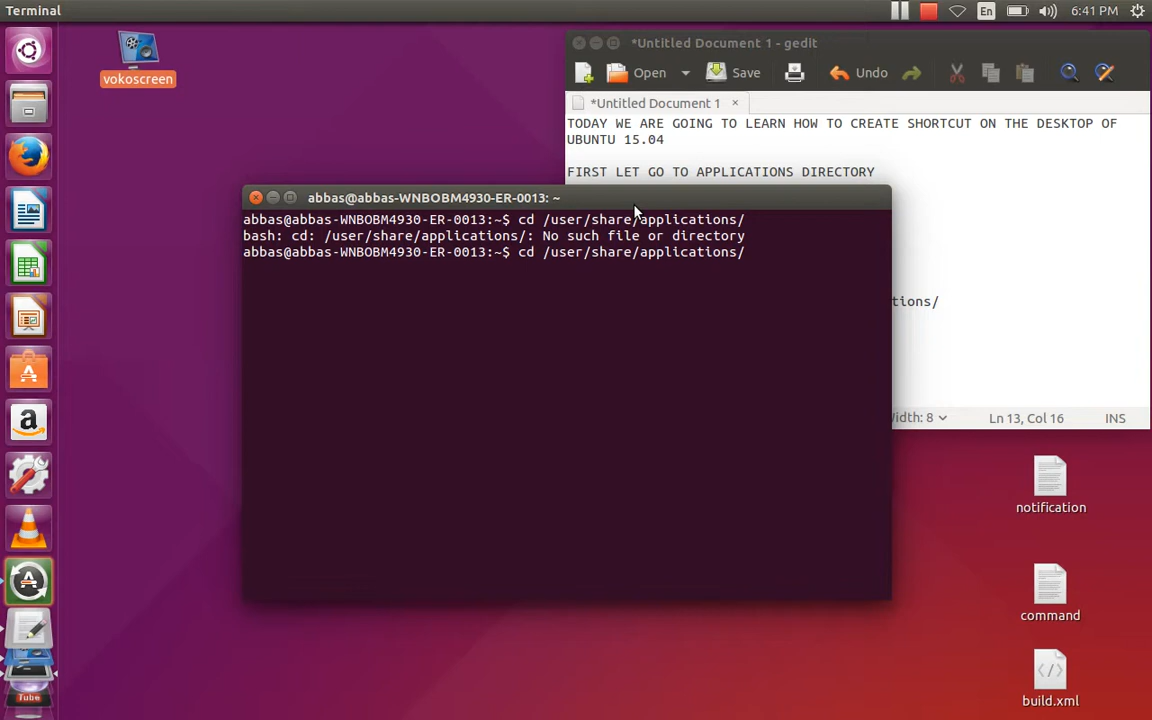 Terminal
En
6:41 PM
vokoscreen
*Untitled Document 1 - gedit
Open
Save
Undo
*Untitled Document 1 ×
TODAY WE ARE GOING TO LEARN HOW TO CREATE SHORTCUT ON THE DESKTOP OF
UBUNTU 15.04
FIRST LET GO TO APPLICATIONS DIRECTORY
abbas@abbas-WNBOBM4930-ER-0013: ~
abbas@abbas-WNBOBM4930-ER-0013:~$ cd /user/share/applications/
bash: cd: /user/share/applications/: No such file or directory
abbas@abbas-WNBOBM4930-ER-0013:~$ cd /user/share/applications/
tions/
Width: 8
Ln 13, Col 16
INS
notification
command
build.xml
Tube